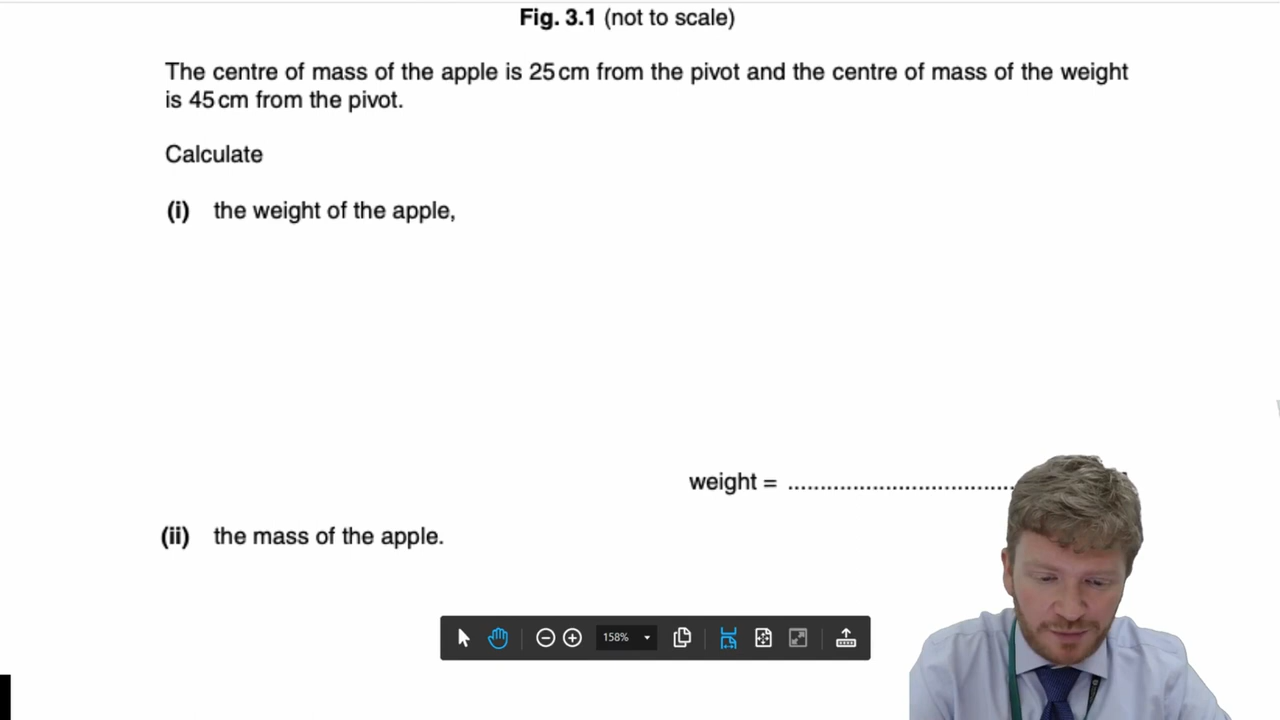 Fig. 3.1 (not to scale)
The centre of mass of the apple is 25 cm from the pivot and the centre of mass of the weight
is 45 cm from the pivot.
Calculate
(i) the weight of the apple,
weight = ..................................
(ii) the mass of the apple.
158%